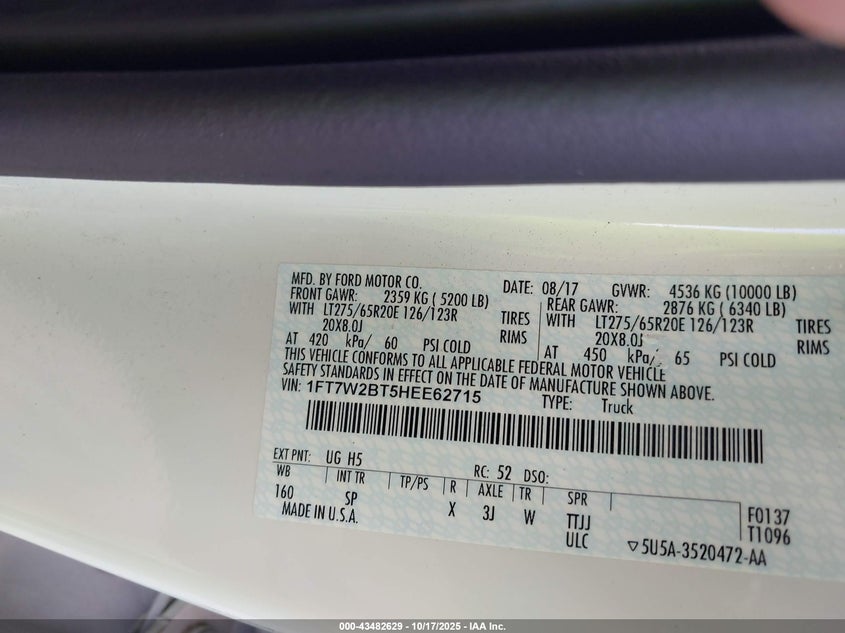 MFD. BY FORD MOTOR CO. DATE: 08/17 GVWR: 4536 KG (10000 LB)
FRONT GAWR: 2359 KG ( 5200 LB) REAR GAWR: 2876 KG ( 6340 LB)
WITH LT275/65R20E 126/123R TIRES WITH LT275/65R20E 126/123R TIRES
20X8.0J RIMS 20X8.0J RIMS
AT 420 kPa/ 60 PSI COLD AT 450 kPa/ 65 PSI COLD
THIS VEHICLE CONFORMS TO ALL APPLICABLE FEDERAL MOTOR VEHICLE
SAFETY STANDARDS IN EFFECT ON THE DATE OF MANUFACTURE SHOWN ABOVE.
VIN: 1FT7W2BT5HEE62715 TYPE: Truck
EXT PNT: UG H5 RC: 52 DSO:
WB INT TR TP/PS R AXLE TR SPR
160 SP X 3J W TTJJ F0137
MADE IN U.S.A. ULC T1096
▽5U5A-3520472-AA
000-43482629 - 10/17/2025 - IAA Inc.